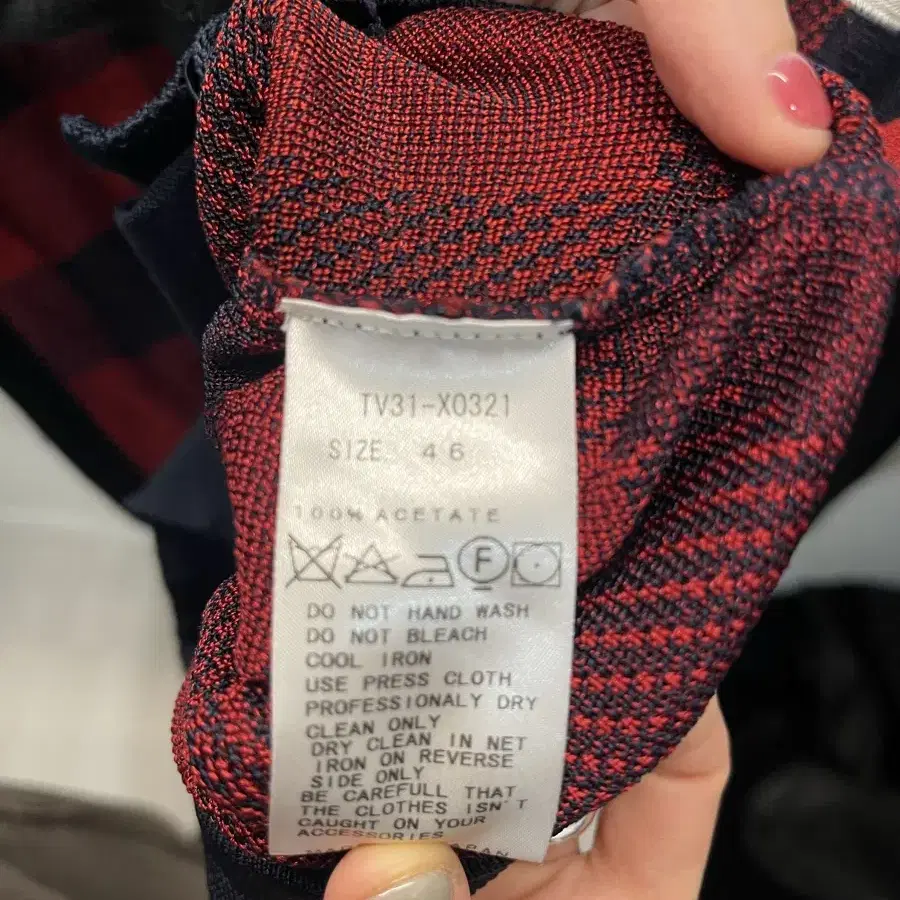 TV31-X0321
SIZE 46
100% ACETATE
F
DO NOT HAND WASH
DO NOT BLEACH
COOL IRON
USE PRESS CLOTH
PROFESSIONALY DRY
CLEAN ONLY
DRY CLEAN IN NET
IRON ON REVERSE
SIDE ONLY
BE CAREFULL THAT
THE CLOTHES ISN'T
CAUGHT ON YOUR
ACCESSORIES